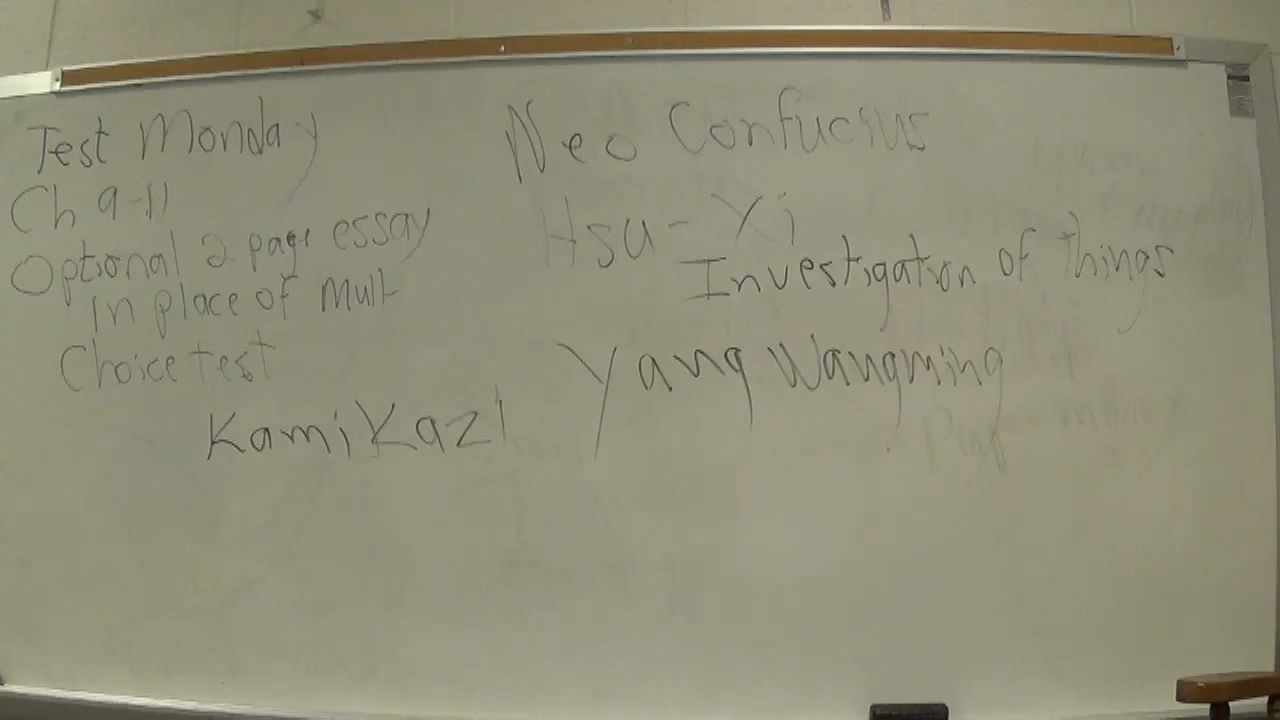 Test Monday
Ch 9-11
Optional 2 page essay
in place of Mult
Choice test
KamiKazi
Neo Confucius
Hsu-Xi
Investigation of things
Yang Wangming